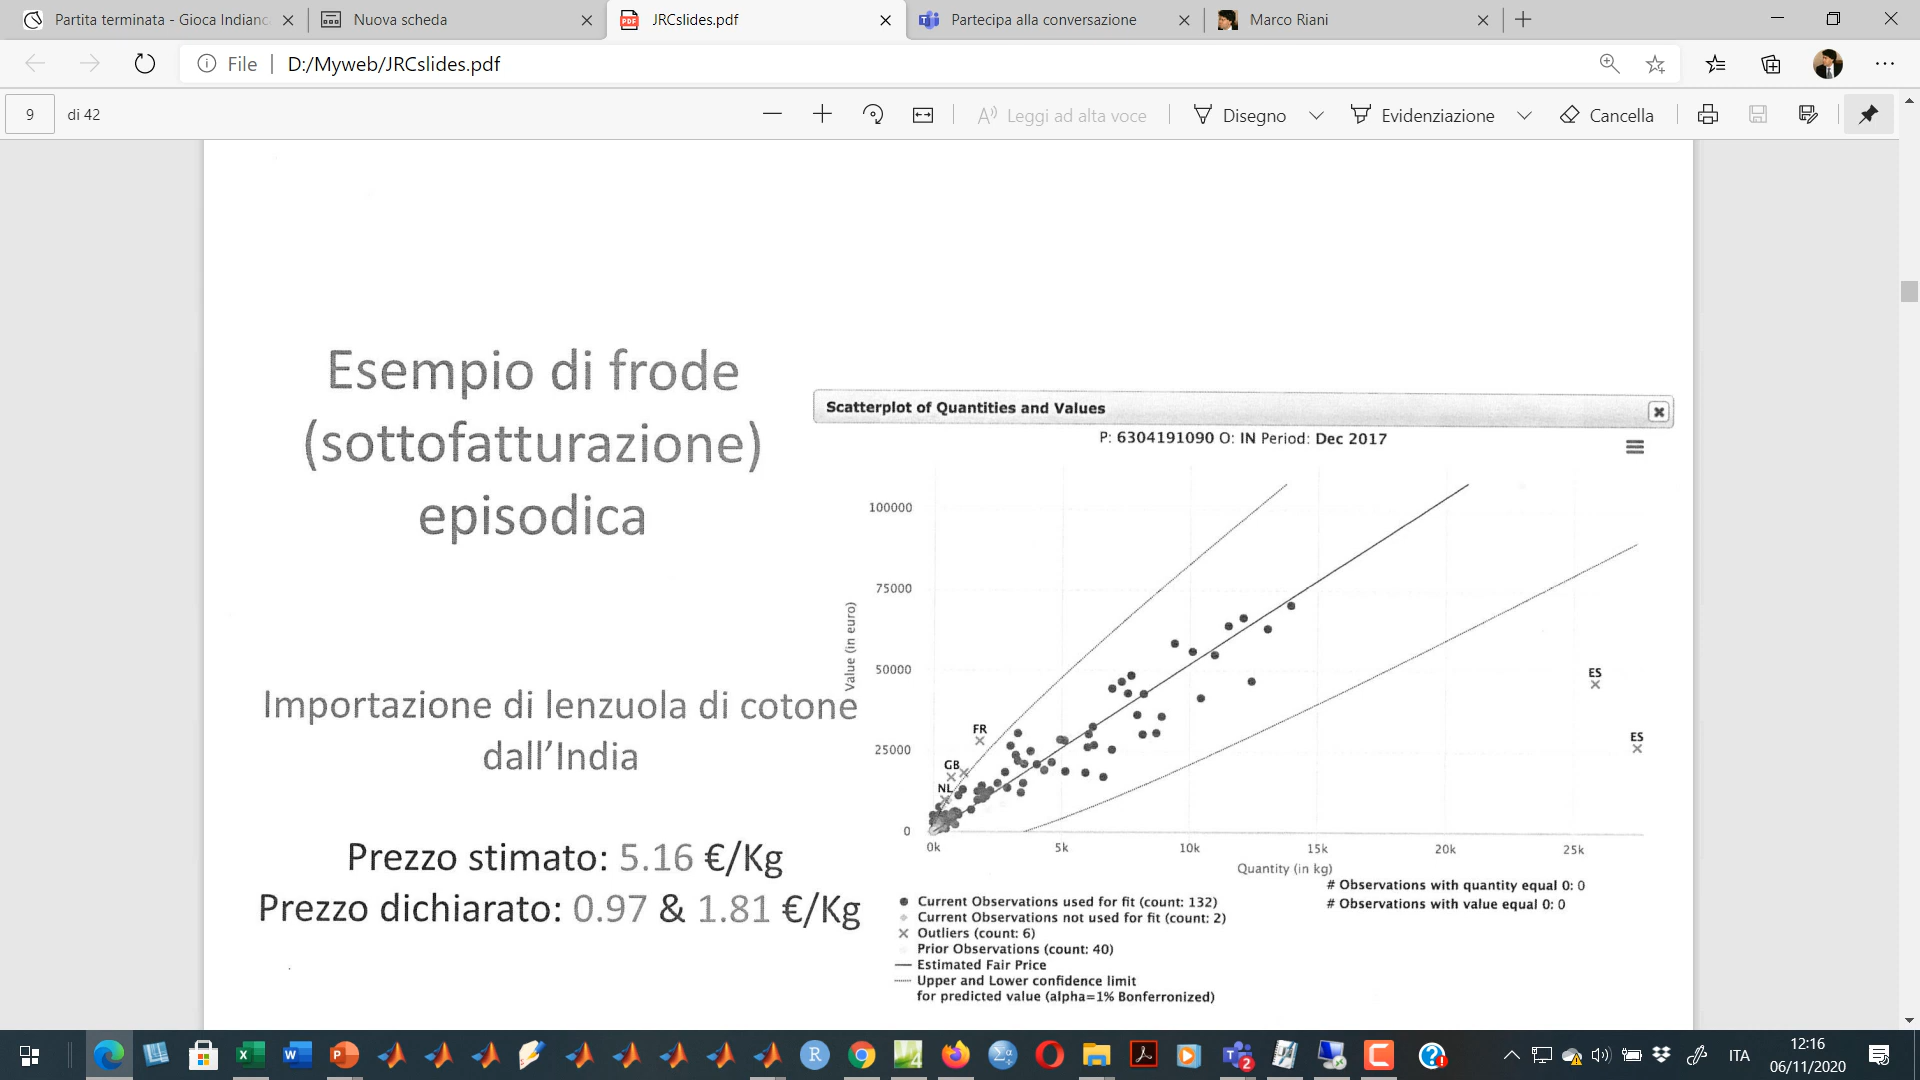 Partita terminata - Gioca Indian
Nuova scheda
JRCslides.pdf
Partecipa alla conversazione
Marco Riani
File
D:/Myweb/JRCslides.pdf
9
di 42
Leggi ad alta voce
Disegno
Evidenziazione
Cancella
Esempio di frode
(sottofatturazione)
episodica
Importazione di lenzuola di cotone
dall'India
Prezzo stimato: 5.16 €/Kg
Prezzo dichiarato: 0.97 & 1.81 €/Kg
Scatterplot of Quantities and Values
P: 6304191090 O: IN Period: Dec 2017
100000
75000
50000
25000
0
Value (in euro)
FR
GB
NL
ES
ES
0k
5k
10k
15k
20k
25k
Quantity (in kg)
# Observations with quantity equal 0: 0
# Observations with value equal 0: 0
Current Observations used for fit (count: 132)
Current Observations not used for fit (count: 2)
Outliers (count: 6)
Prior Observations (count: 40)
Estimated Fair Price
Upper and Lower confidence limit
for predicted value (alpha=1% Bonferronized)
ITA
12:16
06/11/2020